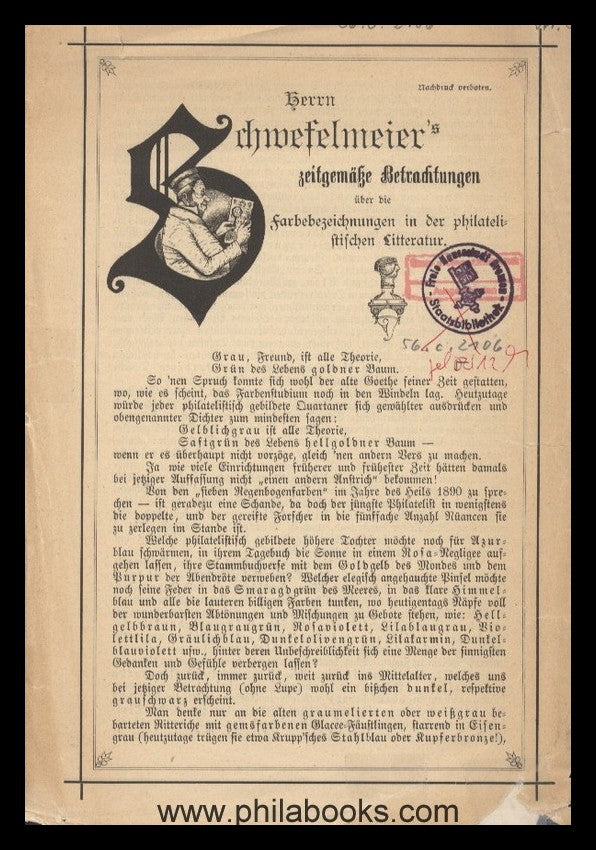 Nachdruck verboten.
Herrn
Schwefelmeier's
zeitgemäße Betrachtungen
über die
Farbebezeichnungen in der philateli-
stischen Litteratur.
Freie Hansestadt Bremen
Staatsbibliothek
56. c. 2106
Grau, Freund, ist alle Theorie,
Grün des Lebens goldner Baum.
So 'nen Spruch konnte sich wohl der alte Goethe seiner Zeit gestatten,
wo, wie es scheint, das Farbenstudium noch in den Windeln lag. Heutzutage
würde jeder philatelistisch gebildete Quartaner sich gewählter ausdrücken und
obengenannter Dichter zum mindesten sagen:
Gelblichgrau ist alle Theorie,
Saftgrün des Lebens hellgoldner Baum —
wenn er es überhaupt nicht vorzöge, gleich 'nen andern Vers zu machen.
Ja wie viele Einrichtungen früherer und frühester Zeit hätten damals
bei jetziger Auffassung nicht „einen andern Anstrich" bekommen!
Von den „sieben Regenbogenfarben" im Jahre des Heils 1890 zu spre-
chen — ist geradezu eine Schande, da doch der jüngste Philatelist in wenigstens
die doppelte, und der gereifte Forscher in die fünffache Anzahl Nüancen sie
zu zerlegen im Stande ist.
Welche philatelistisch gebildete höhere Tochter möchte noch für Azur-
blau schwärmen, in ihrem Tagebuch die Sonne in einem Rosa-Negligee auf-
gehen lassen, ihre Stammbuchverse mit dem Goldgelb des Mondes und dem
Purpur der Abendröte verweben? Welcher elegisch angehauchte Pinsel möchte
noch seine Feder in das Smaragdgrün des Meeres, in das klare Himmel-
blau und alle die lauteren billigen Farben tunken, wo heutigentags Näpfe voll
der wunderbarsten Abtönungen und Mischungen zu Gebote stehen, wie: Hell-
gelbbraun, Blaugraugrün, Rosaviolett, Lilablaugrau, Vio-
lettlila, Gräulichblau, Dunkelolivengrün, Lilakarmin, Dunkel-
blauviolett usw., hinter deren Unbeschreiblichkeit sich eine Menge der sinnigsten
Gedanken und Gefühle verbergen lassen?
Doch zurück, immer zurück, weit zurück ins Mittelalter, welches uns
bei jetziger Betrachtung (ohne Lupe) wohl ein bißchen dunkel, respektive
grauschwarz erscheint.
Man denke nur an die alten graumelierten oder weißgrau be-
barteten Ritteriche mit gemsfarbenen Glacee-Fäustlingen, starrend in Eisen-
grau (heutzutage trügen sie etwa Krupp'sches Stahlblau oder Kupferbronze!),
www.philabooks.com